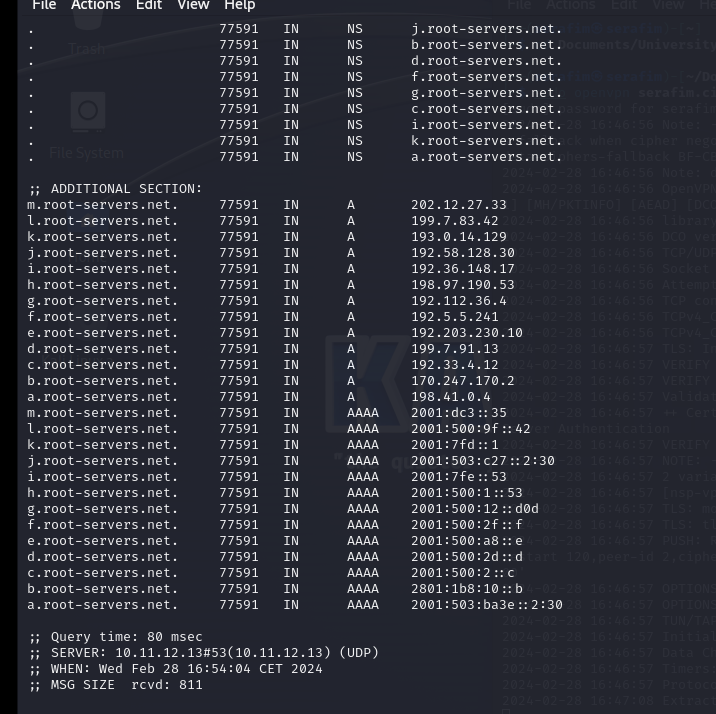 File Actions Edit View Help
. 77591 IN NS j.root-servers.net.
. 77591 IN NS b.root-servers.net.
. 77591 IN NS d.root-servers.net.
. 77591 IN NS f.root-servers.net.
. 77591 IN NS g.root-servers.net.
. 77591 IN NS c.root-servers.net.
. 77591 IN NS i.root-servers.net.
. 77591 IN NS k.root-servers.net.
. 77591 IN NS a.root-servers.net.
;; ADDITIONAL SECTION:
m.root-servers.net. 77591 IN A 202.12.27.33
l.root-servers.net. 77591 IN A 199.7.83.42
k.root-servers.net. 77591 IN A 193.0.14.129
j.root-servers.net. 77591 IN A 192.58.128.30
i.root-servers.net. 77591 IN A 192.36.148.17
h.root-servers.net. 77591 IN A 198.97.190.53
g.root-servers.net. 77591 IN A 192.112.36.4
f.root-servers.net. 77591 IN A 192.5.5.241
e.root-servers.net. 77591 IN A 192.203.230.10
d.root-servers.net. 77591 IN A 199.7.91.13
c.root-servers.net. 77591 IN A 192.33.4.12
b.root-servers.net. 77591 IN A 170.247.170.2
a.root-servers.net. 77591 IN A 198.41.0.4
m.root-servers.net. 77591 IN AAAA 2001:dc3::35
l.root-servers.net. 77591 IN AAAA 2001:500:9f::42
k.root-servers.net. 77591 IN AAAA 2001:7fd::1
j.root-servers.net. 77591 IN AAAA 2001:503:c27::2:30
i.root-servers.net. 77591 IN AAAA 2001:7fe::53
h.root-servers.net. 77591 IN AAAA 2001:500:1::53
g.root-servers.net. 77591 IN AAAA 2001:500:12::d0d
f.root-servers.net. 77591 IN AAAA 2001:500:2f::f
e.root-servers.net. 77591 IN AAAA 2001:500:a8::e
d.root-servers.net. 77591 IN AAAA 2001:500:2d::d
c.root-servers.net. 77591 IN AAAA 2001:500:2::c
b.root-servers.net. 77591 IN AAAA 2801:1b8:10::b
a.root-servers.net. 77591 IN AAAA 2001:503:ba3e::2:30
;; Query time: 80 msec
;; SERVER: 10.11.12.13#53(10.11.12.13) (UDP)
;; WHEN: Wed Feb 28 16:54:04 CET 2024
;; MSG SIZE rcvd: 811
Trash
File System